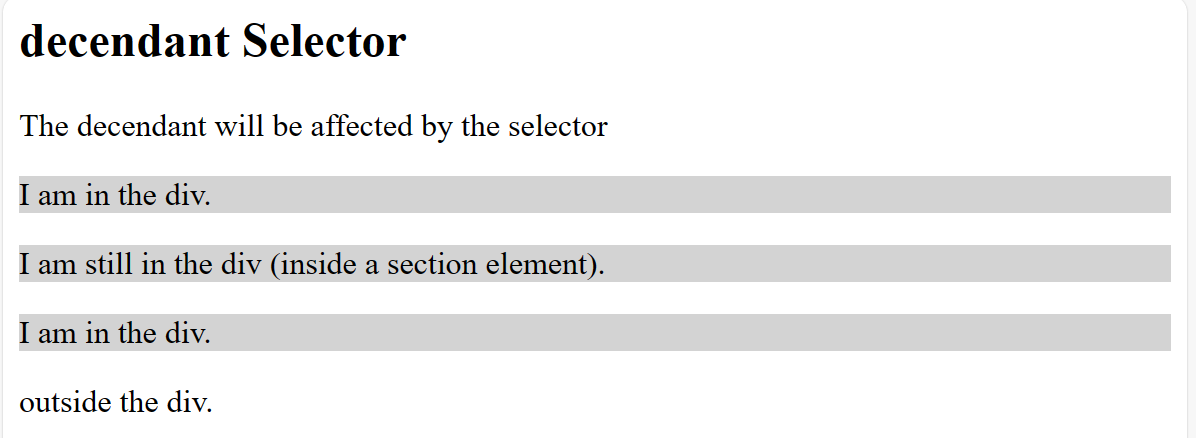 decendant Selector
The decendant will be affected by the selector
I am in the div.
I am still in the div (inside a section element).
I am in the div.
outside the div.